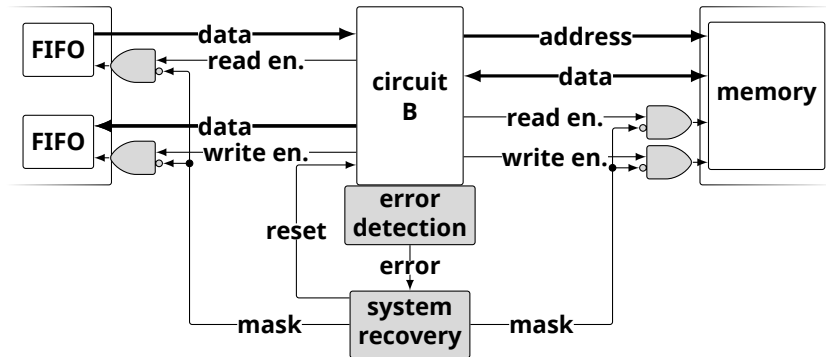 FIFO
data
read en.
FIFO
data
write en.
circuit
B
address
data
read en.
write en.
memory
error
detection
reset
error
system
recovery
mask
mask